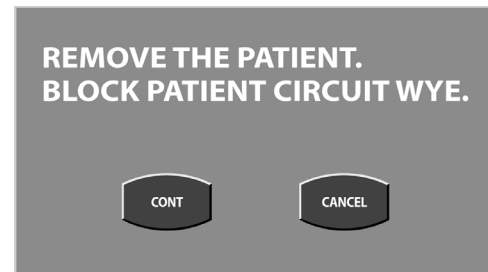 REMOVE THE PATIENT.
BLOCK PATIENT CIRCUIT WYE.
CONT
CANCEL